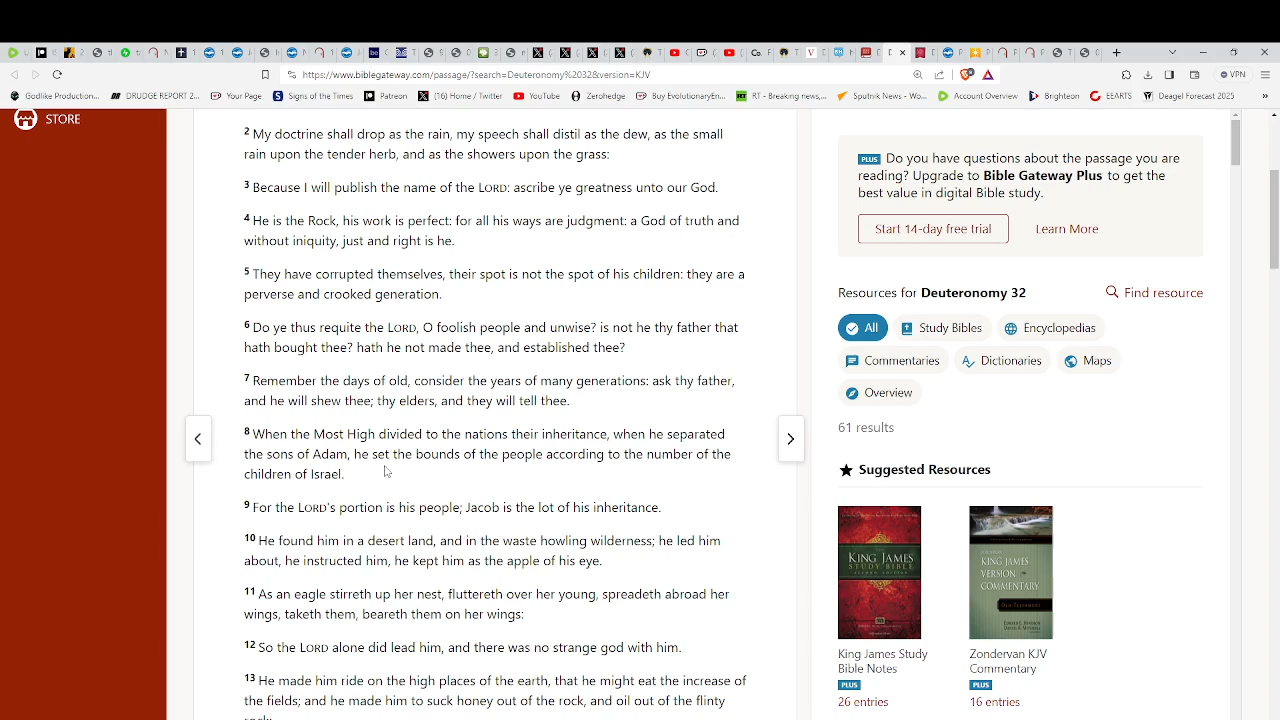 https://www.biblegateway.com/passage/?search=Deuteronomy%2032&version=KJV
VPN
Godlike Production...
DRUDGE REPORT 2...
Your Page
Signs of the Times
Patreon
(16) Home / Twitter
YouTube
Zerohedge
Buy EvolutionaryEn...
RT - Breaking news,...
Sputnik News - Wo...
Account Overview
Brighteon
EEARTS
Dangel Forecast 2025
»
STORE
2 My doctrine shall drop as the rain, my speech shall distil as the dew, as the small
rain upon the tender herb, and as the showers upon the grass:
3 Because I will publish the name of the LORD: ascribe ye greatness unto our God.
4 He is the Rock, his work is perfect: for all his ways are judgment: a God of truth and
without iniquity, just and right is he.
5 They have corrupted themselves, their spot is not the spot of his children: they are a
perverse and crooked generation.
6 Do ye thus requite the LORD, O foolish people and unwise? is not he thy father that
hath bought thee? hath he not made thee, and established thee?
7 Remember the days of old, consider the years of many generations: ask thy father,
and he will shew thee; thy elders, and they will tell thee.
8 When the Most High divided to the nations their inheritance, when he separated
the sons of Adam, he set the bounds of the people according to the number of the
children of Israel.
9 For the LORD's portion is his people; Jacob is the lot of his inheritance.
10 He found him in a desert land, and in the waste howling wilderness; he led him
about, he instructed him, he kept him as the apple of his eye.
11 As an eagle stirreth up her nest, fluttereth over her young, spreadeth abroad her
wings, taketh them, beareth them on her wings:
12 So the LORD alone did lead him, and there was no strange god with him.
13 He made him ride on the high places of the earth, that he might eat the increase of
the fields; and he made him to suck honey out of the rock, and oil out of the flinty
rock;
PLUS Do you have questions about the passage you are
reading? Upgrade to Bible Gateway Plus to get the
best value in digital Bible study.
Start 14-day free trial
Learn More
Resources for Deuteronomy 32
Find resource
All
Study Bibles
Encyclopedias
Commentaries
Dictionaries
Maps
Overview
61 results
Suggested Resources
KING JAMES
STUDY BIBLE
SECOND EDITION
KING JAMES
VERSION
COMMENTARY
OLD TESTAMENT
King James Study
Bible Notes
PLUS
26 entries
Zondervan KJV
Commentary
PLUS
16 entries